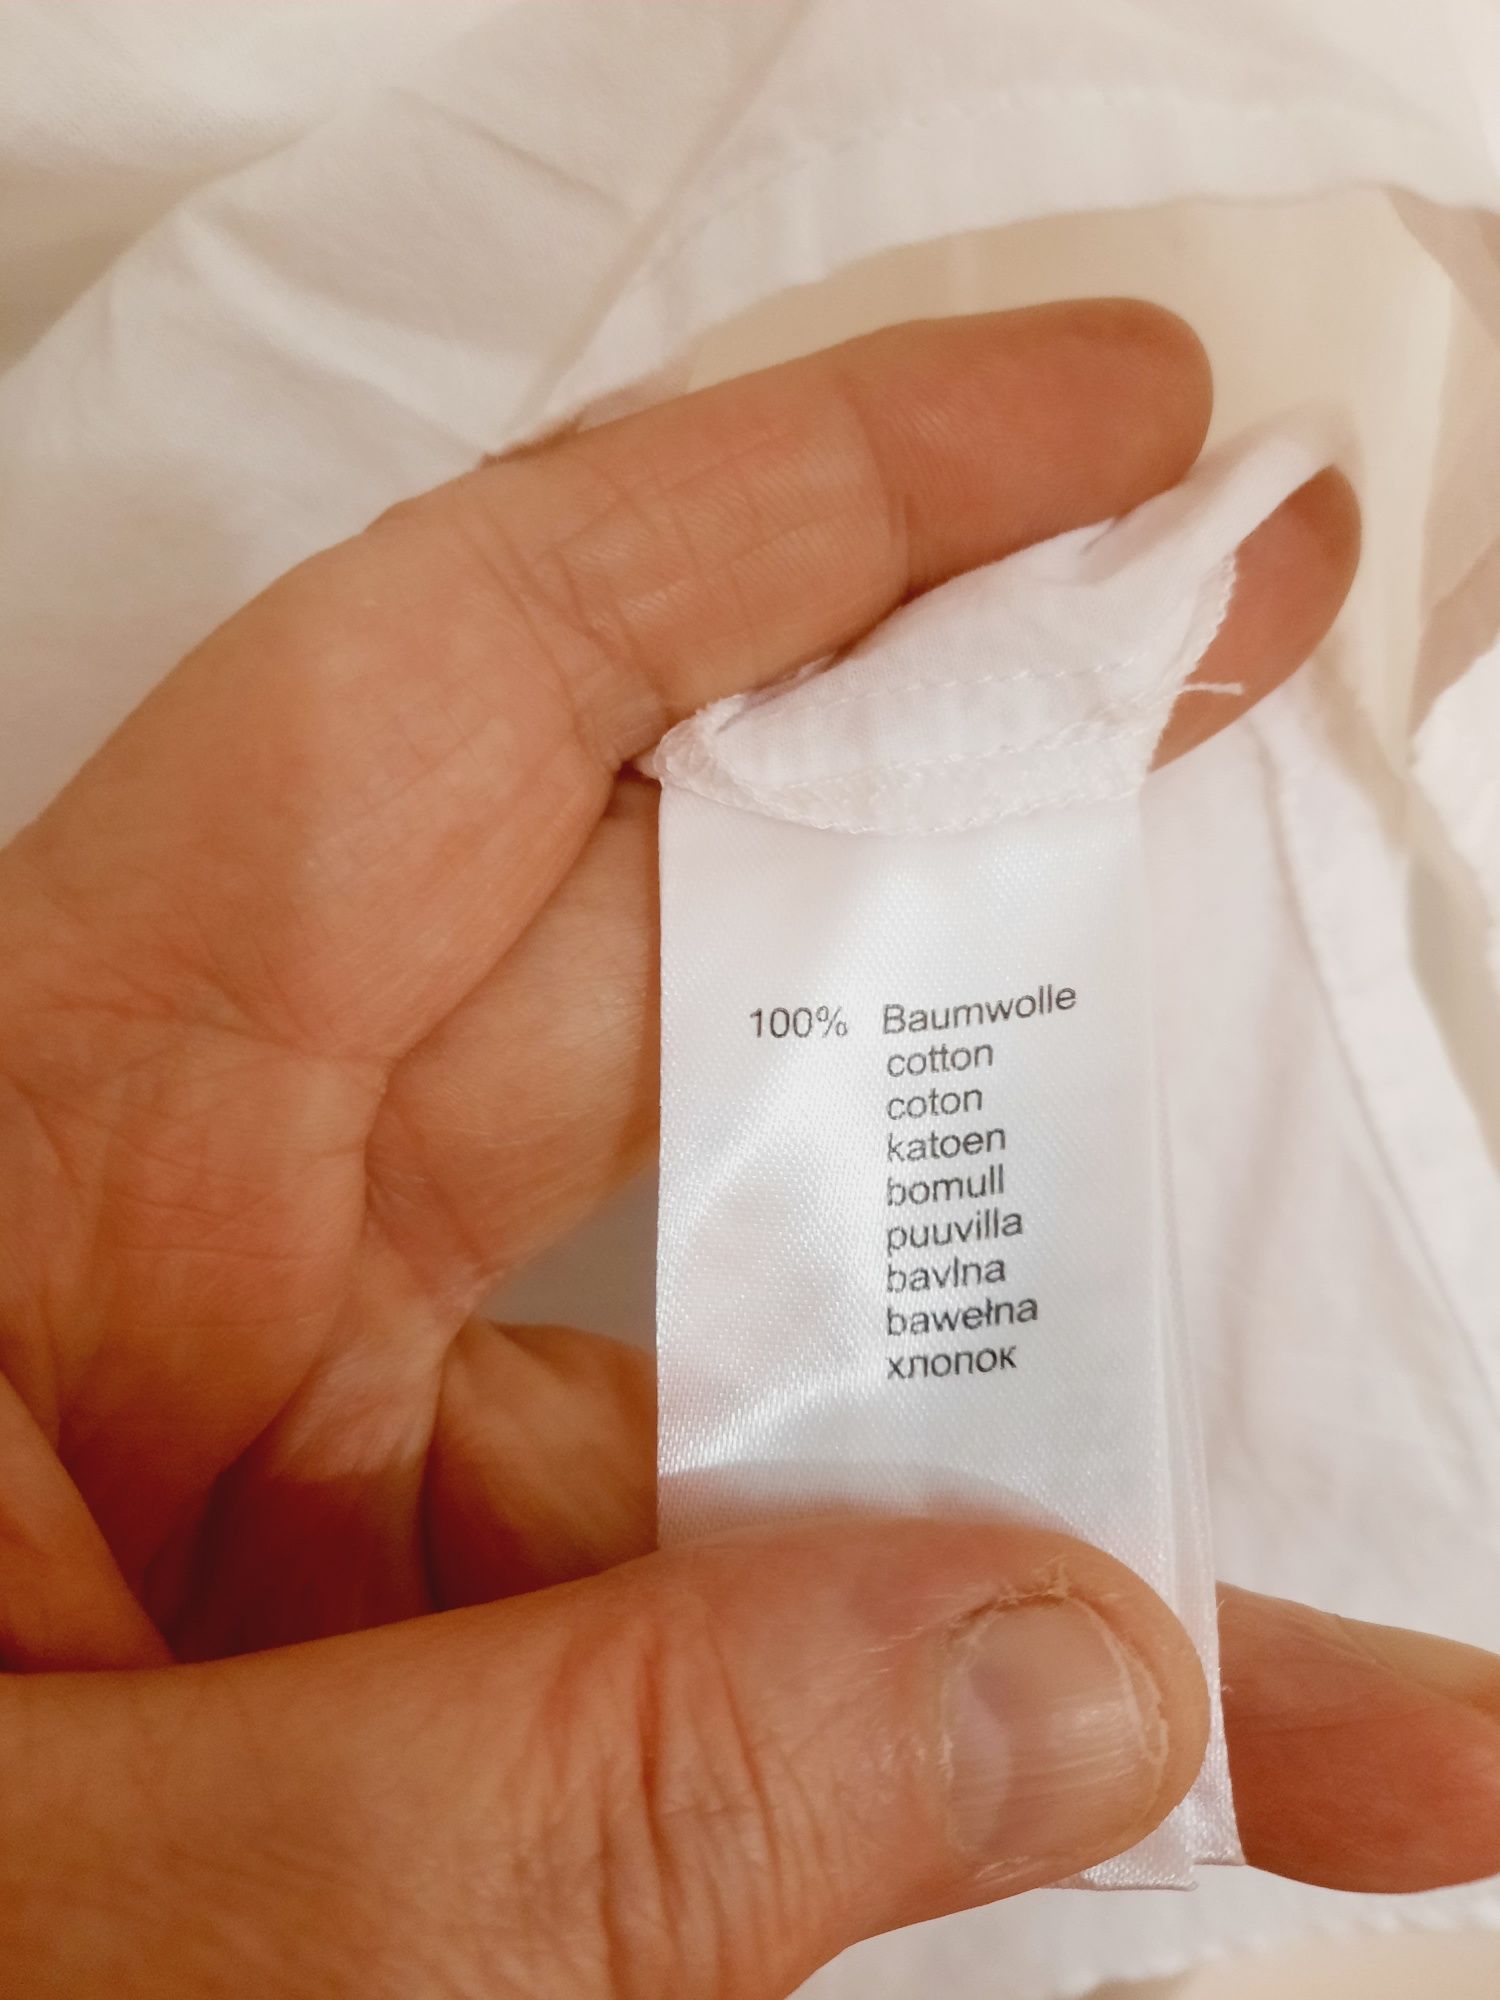 100% Baumwolle
cotton
coton
katoen
bomull
puuvilla
bavlna
bawełna
хлопок